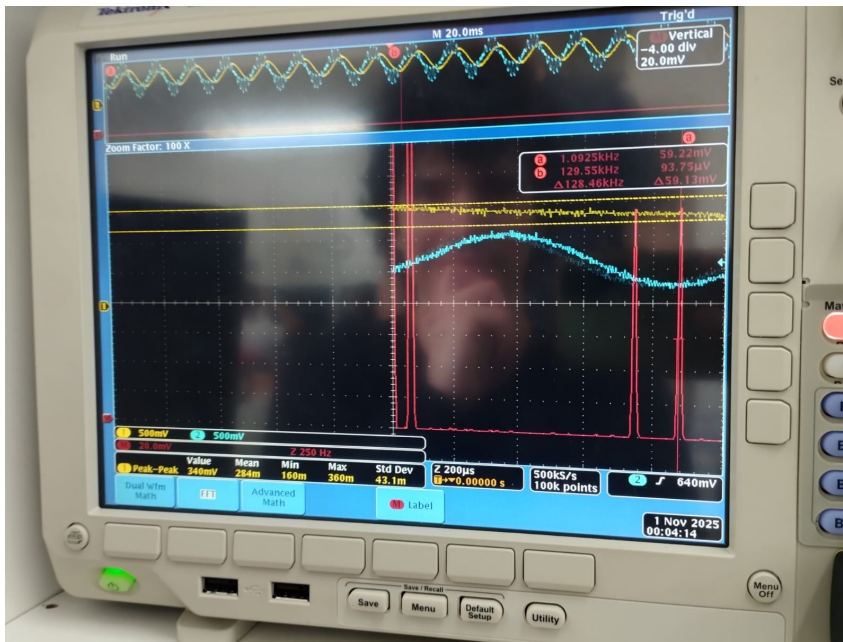 Tektronix
Trig'd
M 20.0ms
Run
Vertical
-4.00 div
20.0mV
Zoom Factor: 100 X
a 1.0925kHz 59.22mV
b 129.55kHz 93.75µV
Δ128.46kHz Δ59.13mV
1 500mV 2 500mV
M 20.0mV Z 250 Hz
Value Mean Min Max Std Dev
1 Peak-Peak 340mV 284m 160m 360m 43.1m
Z 200µs
0.00000 s
500kS/s
100k points
2 640mV
Dual Wfm
Math
FFT
Advanced
Math
M Label
1 Nov 2025
00:04:14
Save / Recall
Save
Menu
Default
Setup
Utility
Menu
Off